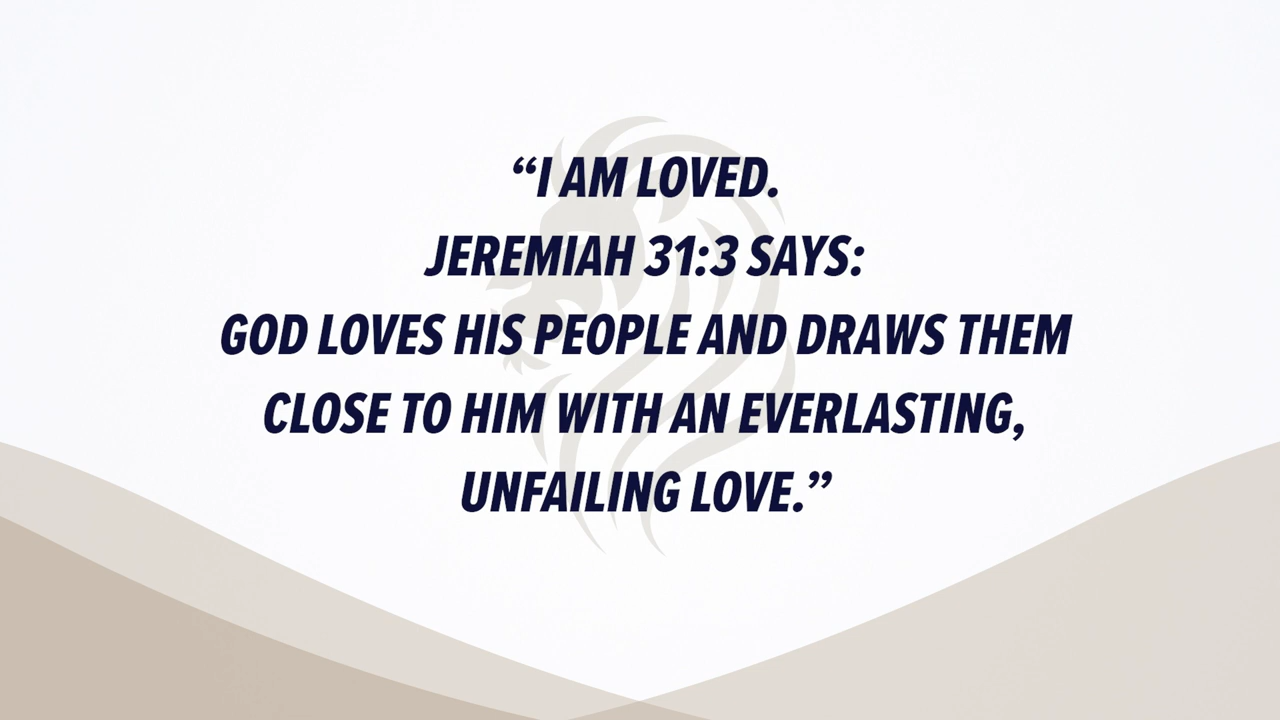 “I AM LOVED.
JEREMIAH 31:3 SAYS:
GOD LOVES HIS PEOPLE AND DRAWS THEM
CLOSE TO HIM WITH AN EVERLASTING,
UNFAILING LOVE.”